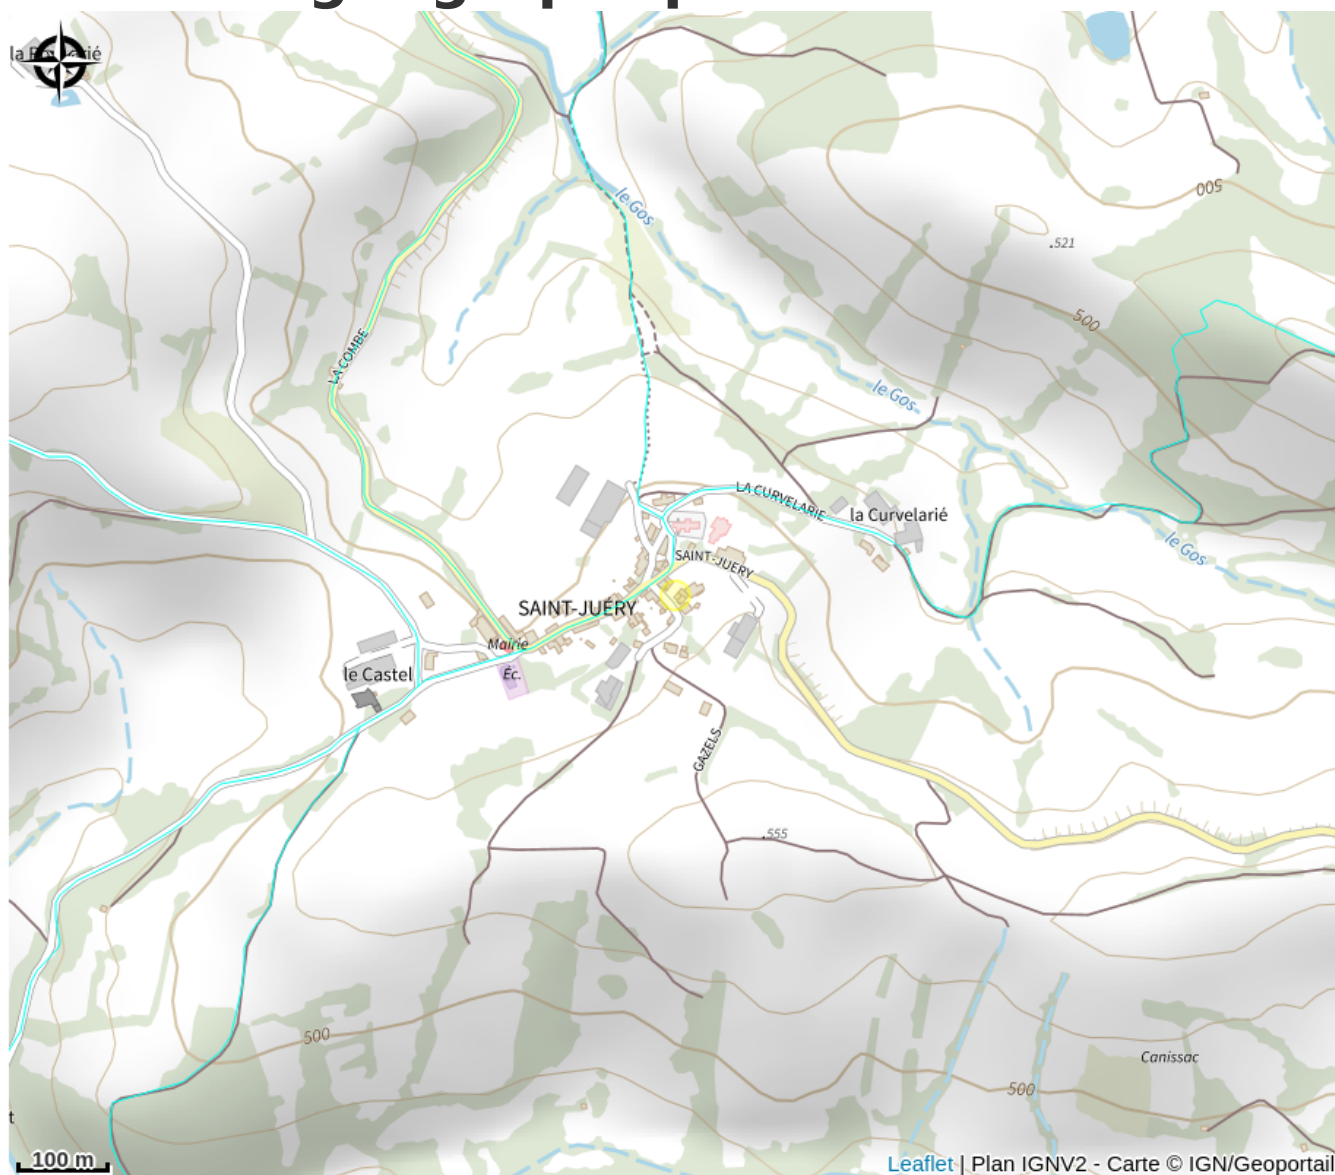 la
le Gos
.521
500
500
LA COMBE
le Gos
LA CURVELARIE
la Curvelarié
le Gos
SAINT-JUERY
SAINT-JUÉRY
Mairie
Éc.
le Castel
GAZELS
.555
500
500
Canissac
t
100 m
Leaflet | Plan IGNV2 - Carte © IGN/Geoportail